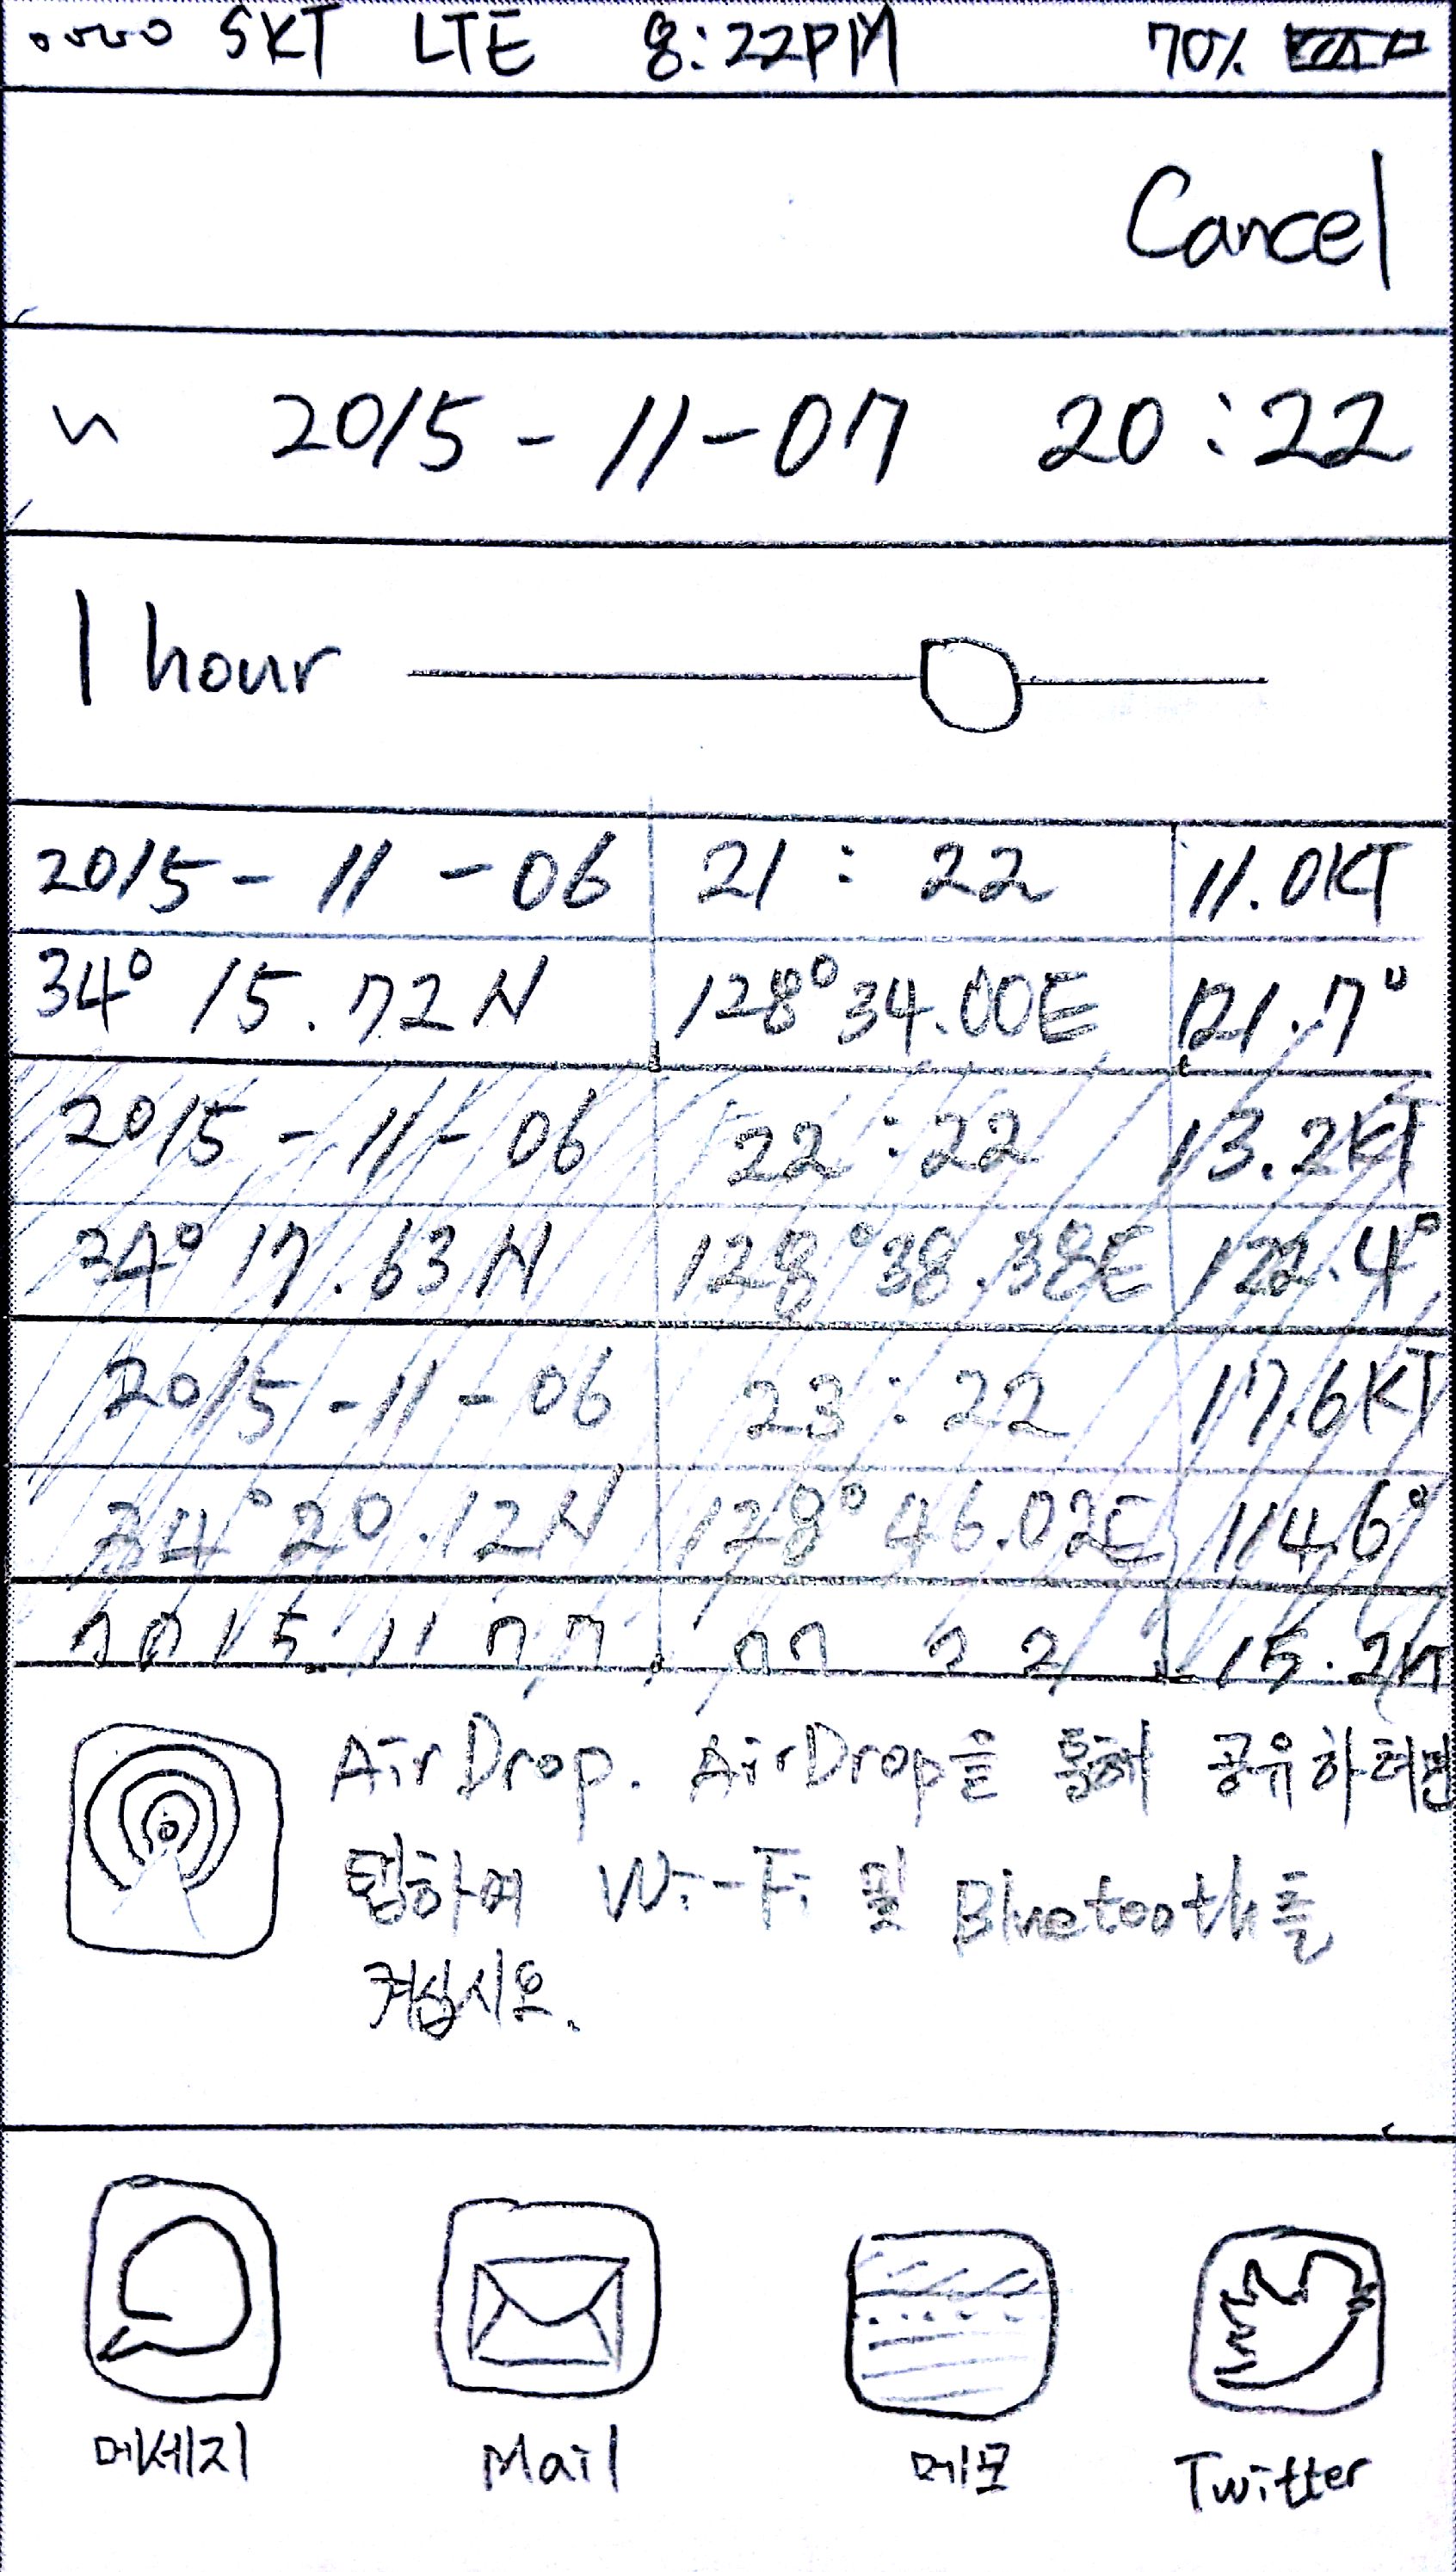 SKT LTE 8:22PM 70%
Cancel
~ 2015-11-07 20:22
1 hour
2015-11-06 21:22 11.0KT
34° 15.72N 128°34.00E 121.7°
2015-11-06 22:22 13.2KT
34° 17.63N 128°38.38E 122.4°
2015-11-06 23:22 17.6KT
34° 20.12N 128°46.02E 114.6°
2015 11 22 15.2KT
AirDrop. AirDrop을 통해 공유하려면
탭하여 Wi-Fi 및 Bluetooth를
켜십시오.
메세지 Mail 메모 Twitter